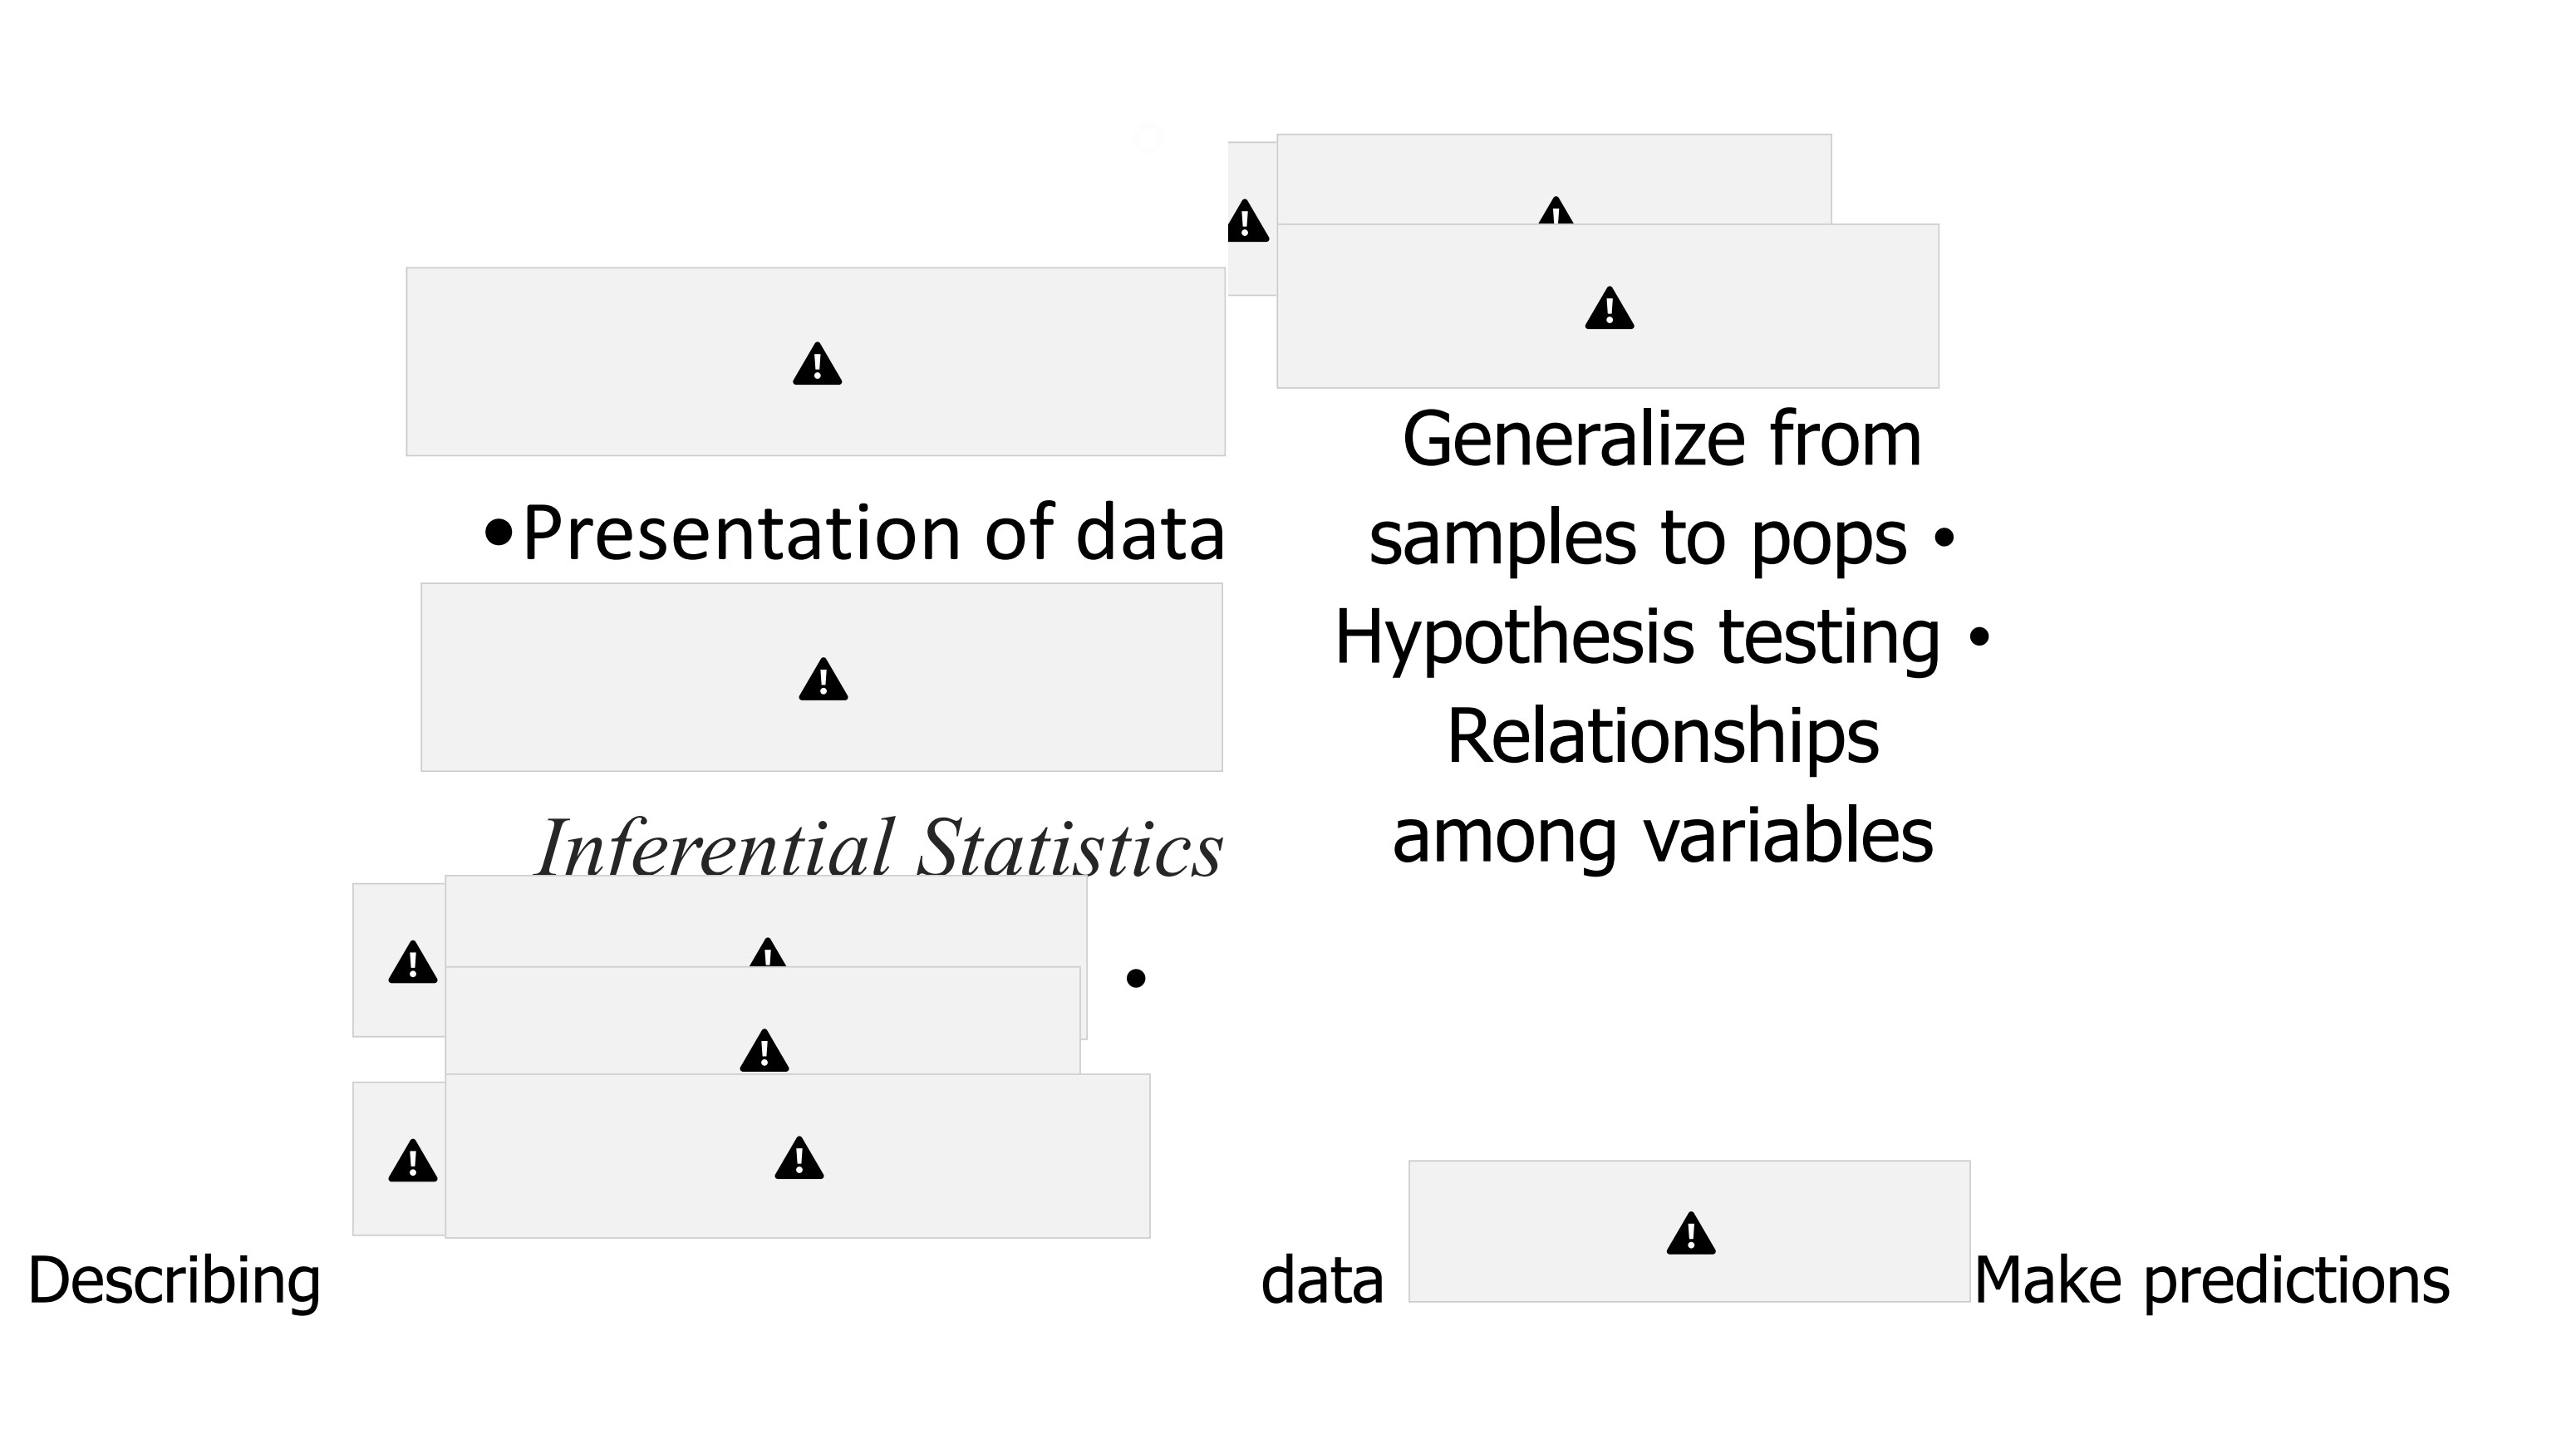 •Presentation of data
Inferential Statistics
•
Generalize from
samples to pops •
Hypothesis testing •
Relationships
among variables
Describing data Make predictions